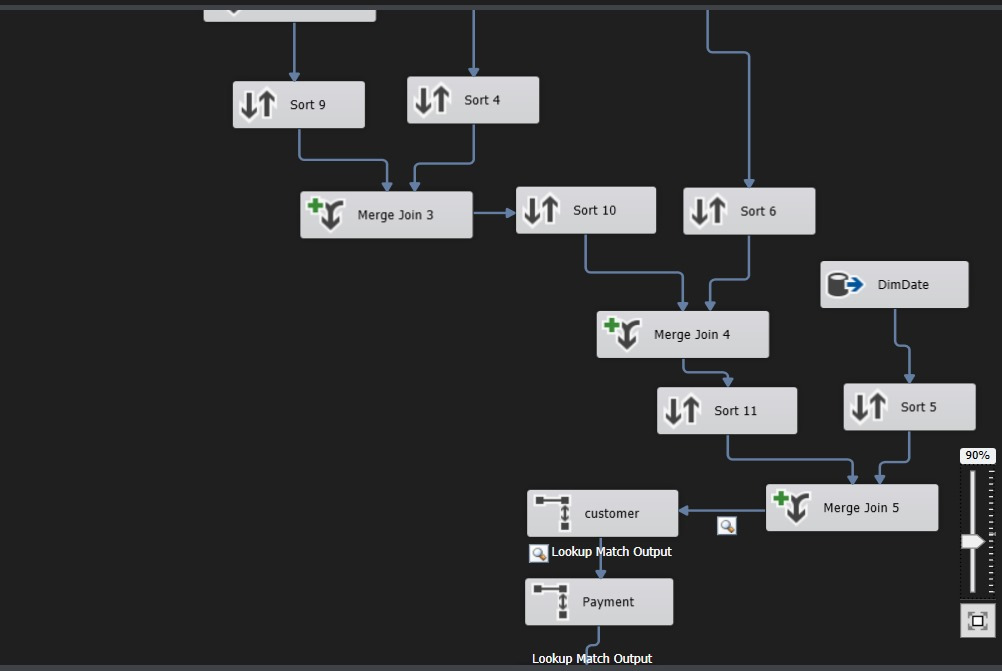 Sort 9
Sort 4
Merge Join 3
Sort 10
Sort 6
DimDate
Merge Join 4
Sort 11
Sort 5
90%
Merge Join 5
customer
Lookup Match Output
Payment
Lookup Match Output